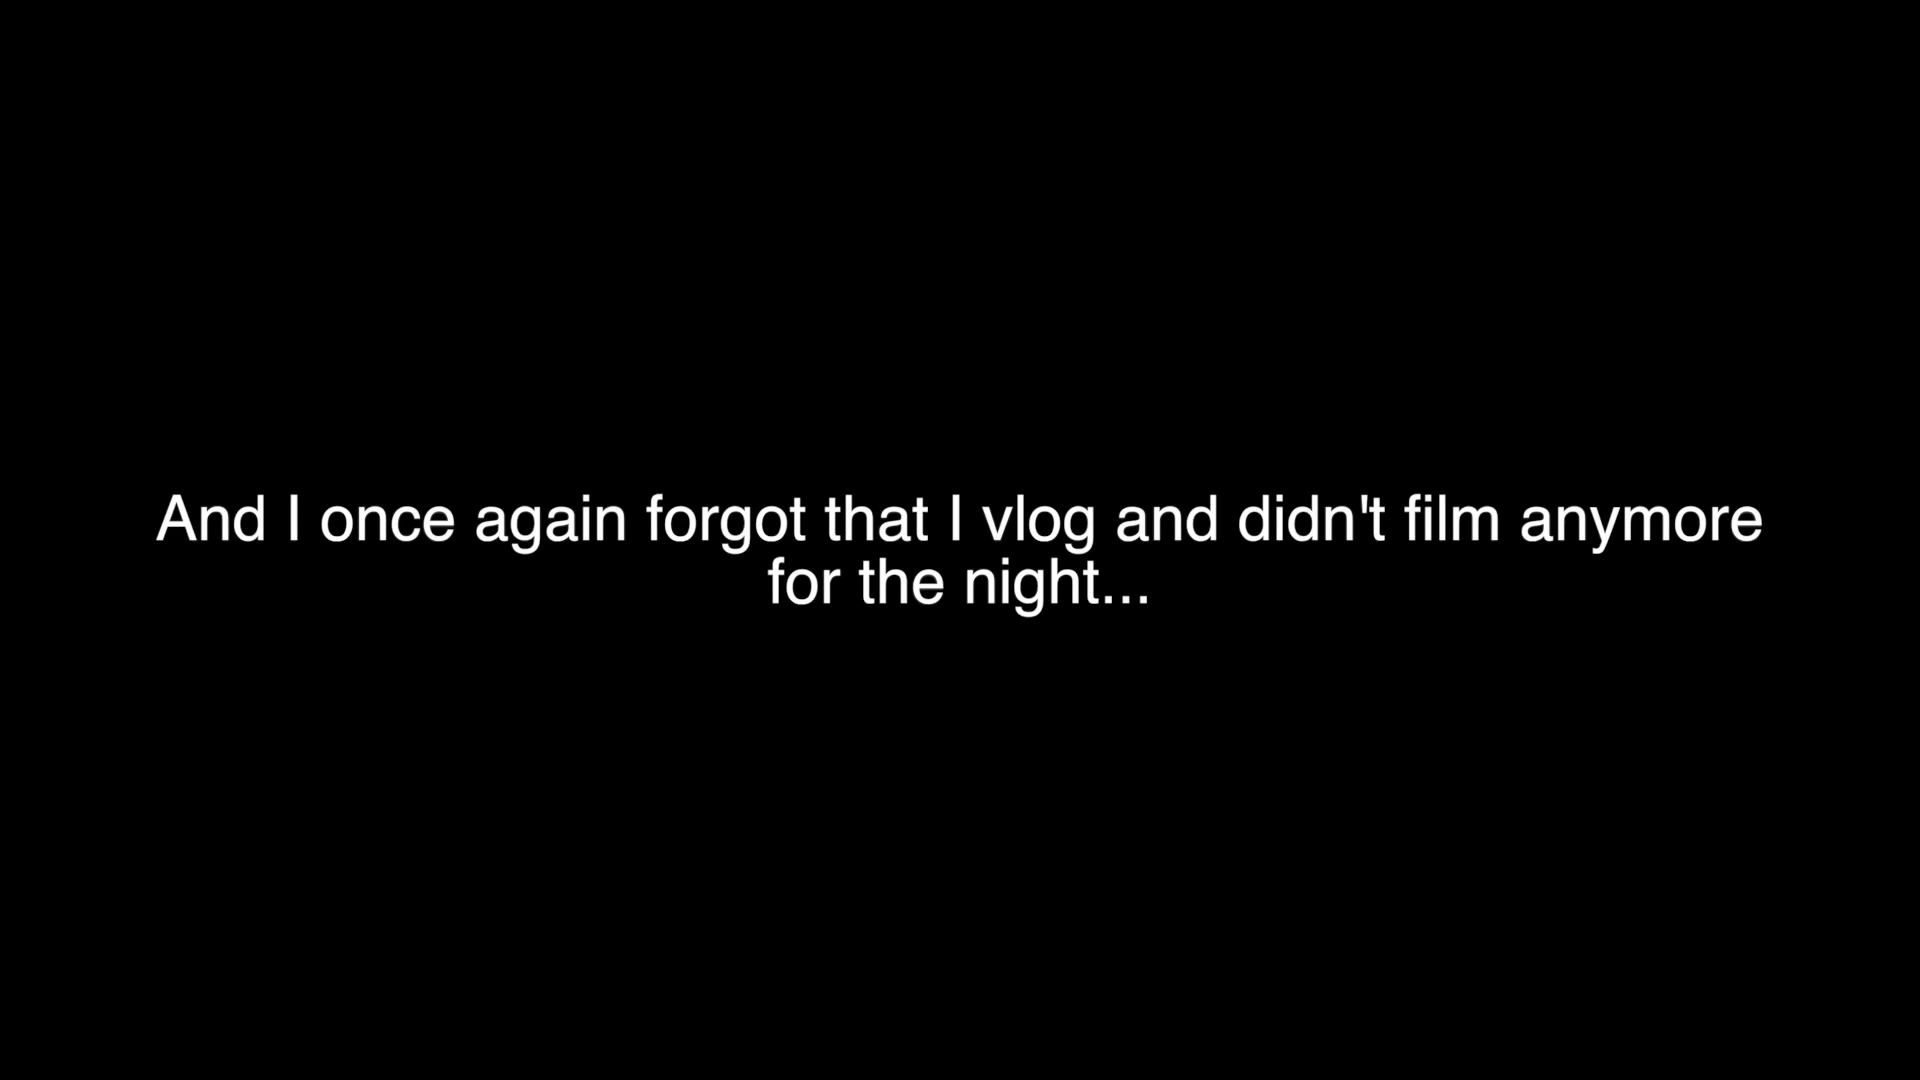 And I once again forgot that I vlog and didn't film anymore
for the night...